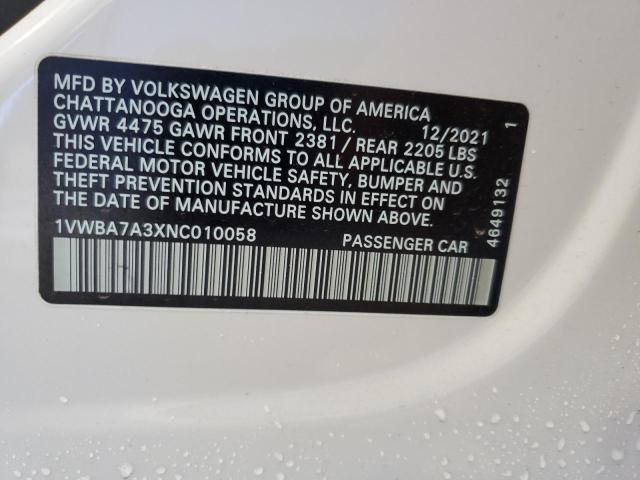 MFD BY VOLKSWAGEN GROUP OF AMERICA
CHATTANOOGA OPERATIONS, LLC. 12/2021
GVWR 4475 GAWR FRONT 2381 / REAR 2205 LBS
THIS VEHICLE CONFORMS TO ALL APPLICABLE U.S.
FEDERAL MOTOR VEHICLE SAFETY, BUMPER AND
THEFT PREVENTION STANDARDS IN EFFECT ON
THE DATE OF MANUFACTURE SHOWN ABOVE.
1VWBA7A3XNC010058 PASSENGER CAR
4649132 1